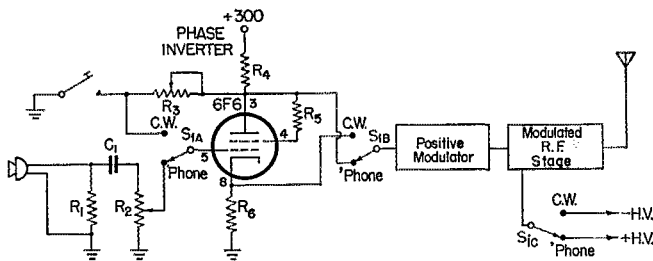 +300
PHASE
INVERTER
R4
R3
6F6
3
R5
C.W.
S1A
4
5
C.W.
S1B
Positive
Modulator
Modulated
R.F.
Stage
C1
'Phone
8
'Phone
R1
R2
R6
C.W.
-H.V.
S1C
'Phone
+H.V.